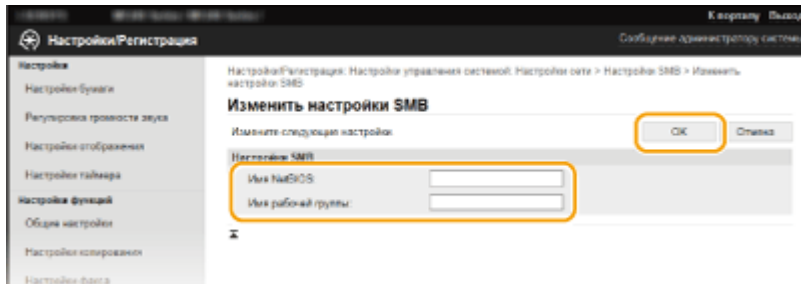 К порталу Выход
Настройки/Регистрация
Сообщение администратору системы
Настройки
Настройки бумаги
Регулировка громкости звука
Настройки отображения
Настройки таймера
Настройки функций
Общие настройки
Настройки копирования
Настройки факса
Настройки/Регистрация: Настройки управления системой: Настройки сети > Настройки SMB > Изменить
настройки SMB
Изменить настройки SMB
Измените следующие настройки
OK Отмена
Настройки SMB
Имя NetBIOS:
Имя рабочей группы: